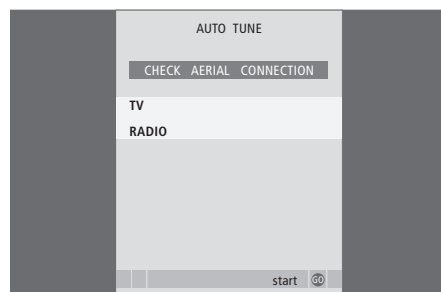 AUTO TUNE
CHECK AERIAL CONNECTION
TV
RADIO
start GO